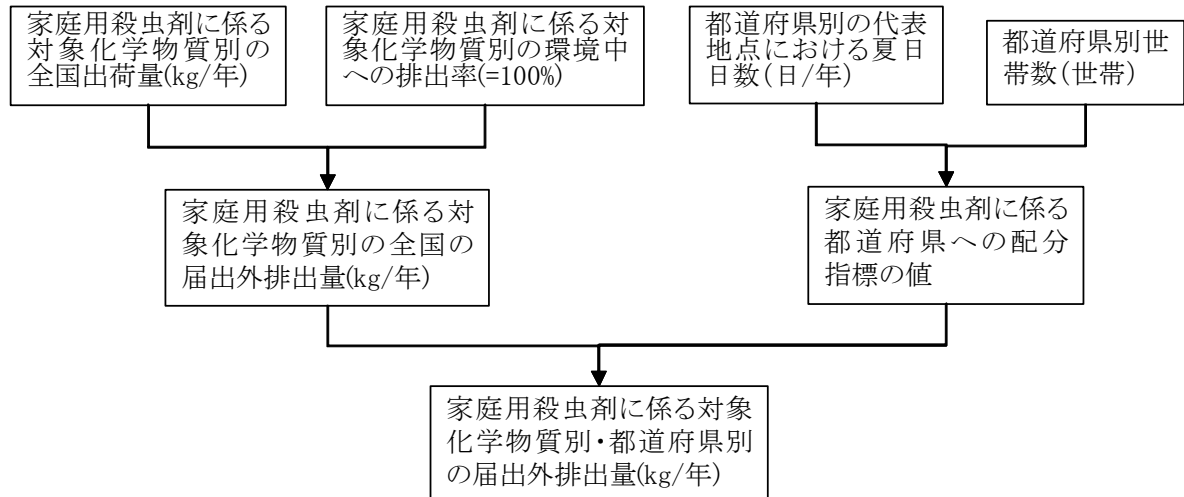 家庭用殺虫剤に係る
対象化学物質別の
全国出荷量(kg/年)
家庭用殺虫剤に係る対
象化学物質別の環境中
への排出率(=100%)
都道府県別の代表
地点における夏日
日数(日/年)
都道府県別世
帯数(世帯)
家庭用殺虫剤に係る対
象化学物質別の全国の
届出外排出量(kg/年)
家庭用殺虫剤に係る
都道府県への配分
指標の値
家庭用殺虫剤に係る対象
化学物質別・都道府県別
の届出外排出量(kg/年)